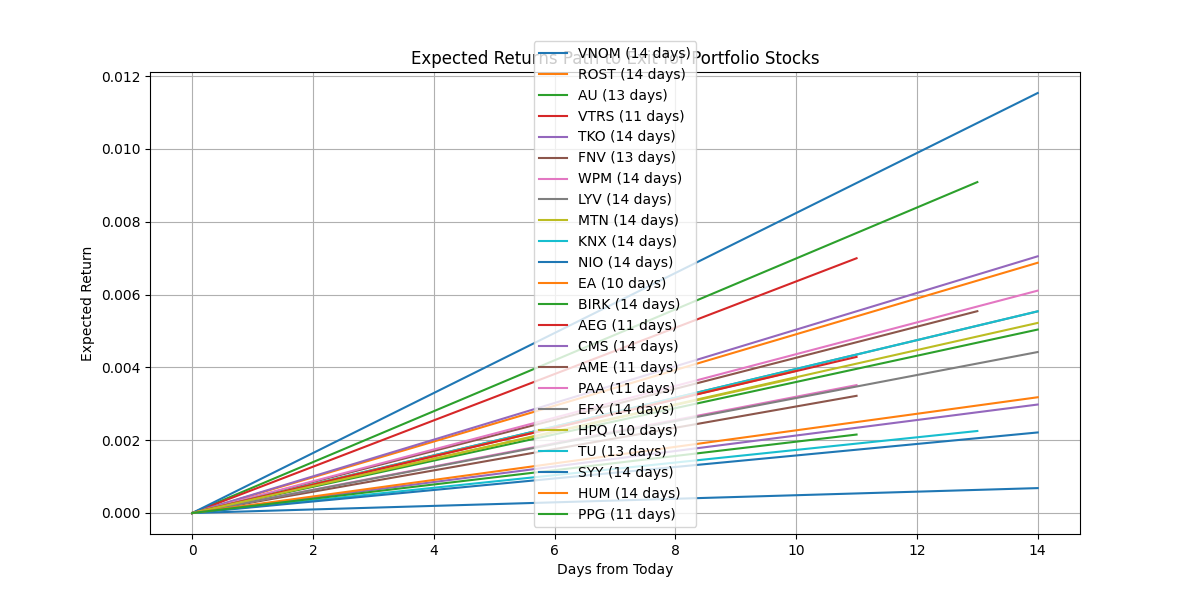 Expected Returns Path to Exit for Portfolio Stocks
VNOM (14 days)
ROST (14 days)
AU (13 days)
VTRS (11 days)
TKO (14 days)
FNV (13 days)
WPM (14 days)
LYV (14 days)
MTN (14 days)
KNX (14 days)
NIO (14 days)
EA (10 days)
BIRK (14 days)
AEG (11 days)
CMS (14 days)
AME (11 days)
PAA (11 days)
EFX (14 days)
HPQ (10 days)
TU (13 days)
SYY (14 days)
HUM (14 days)
PPG (11 days)
Expected Return
0.012
0.010
0.008
0.006
0.004
0.002
0.000
0 2 4 6 8 10 12 14
Days from Today